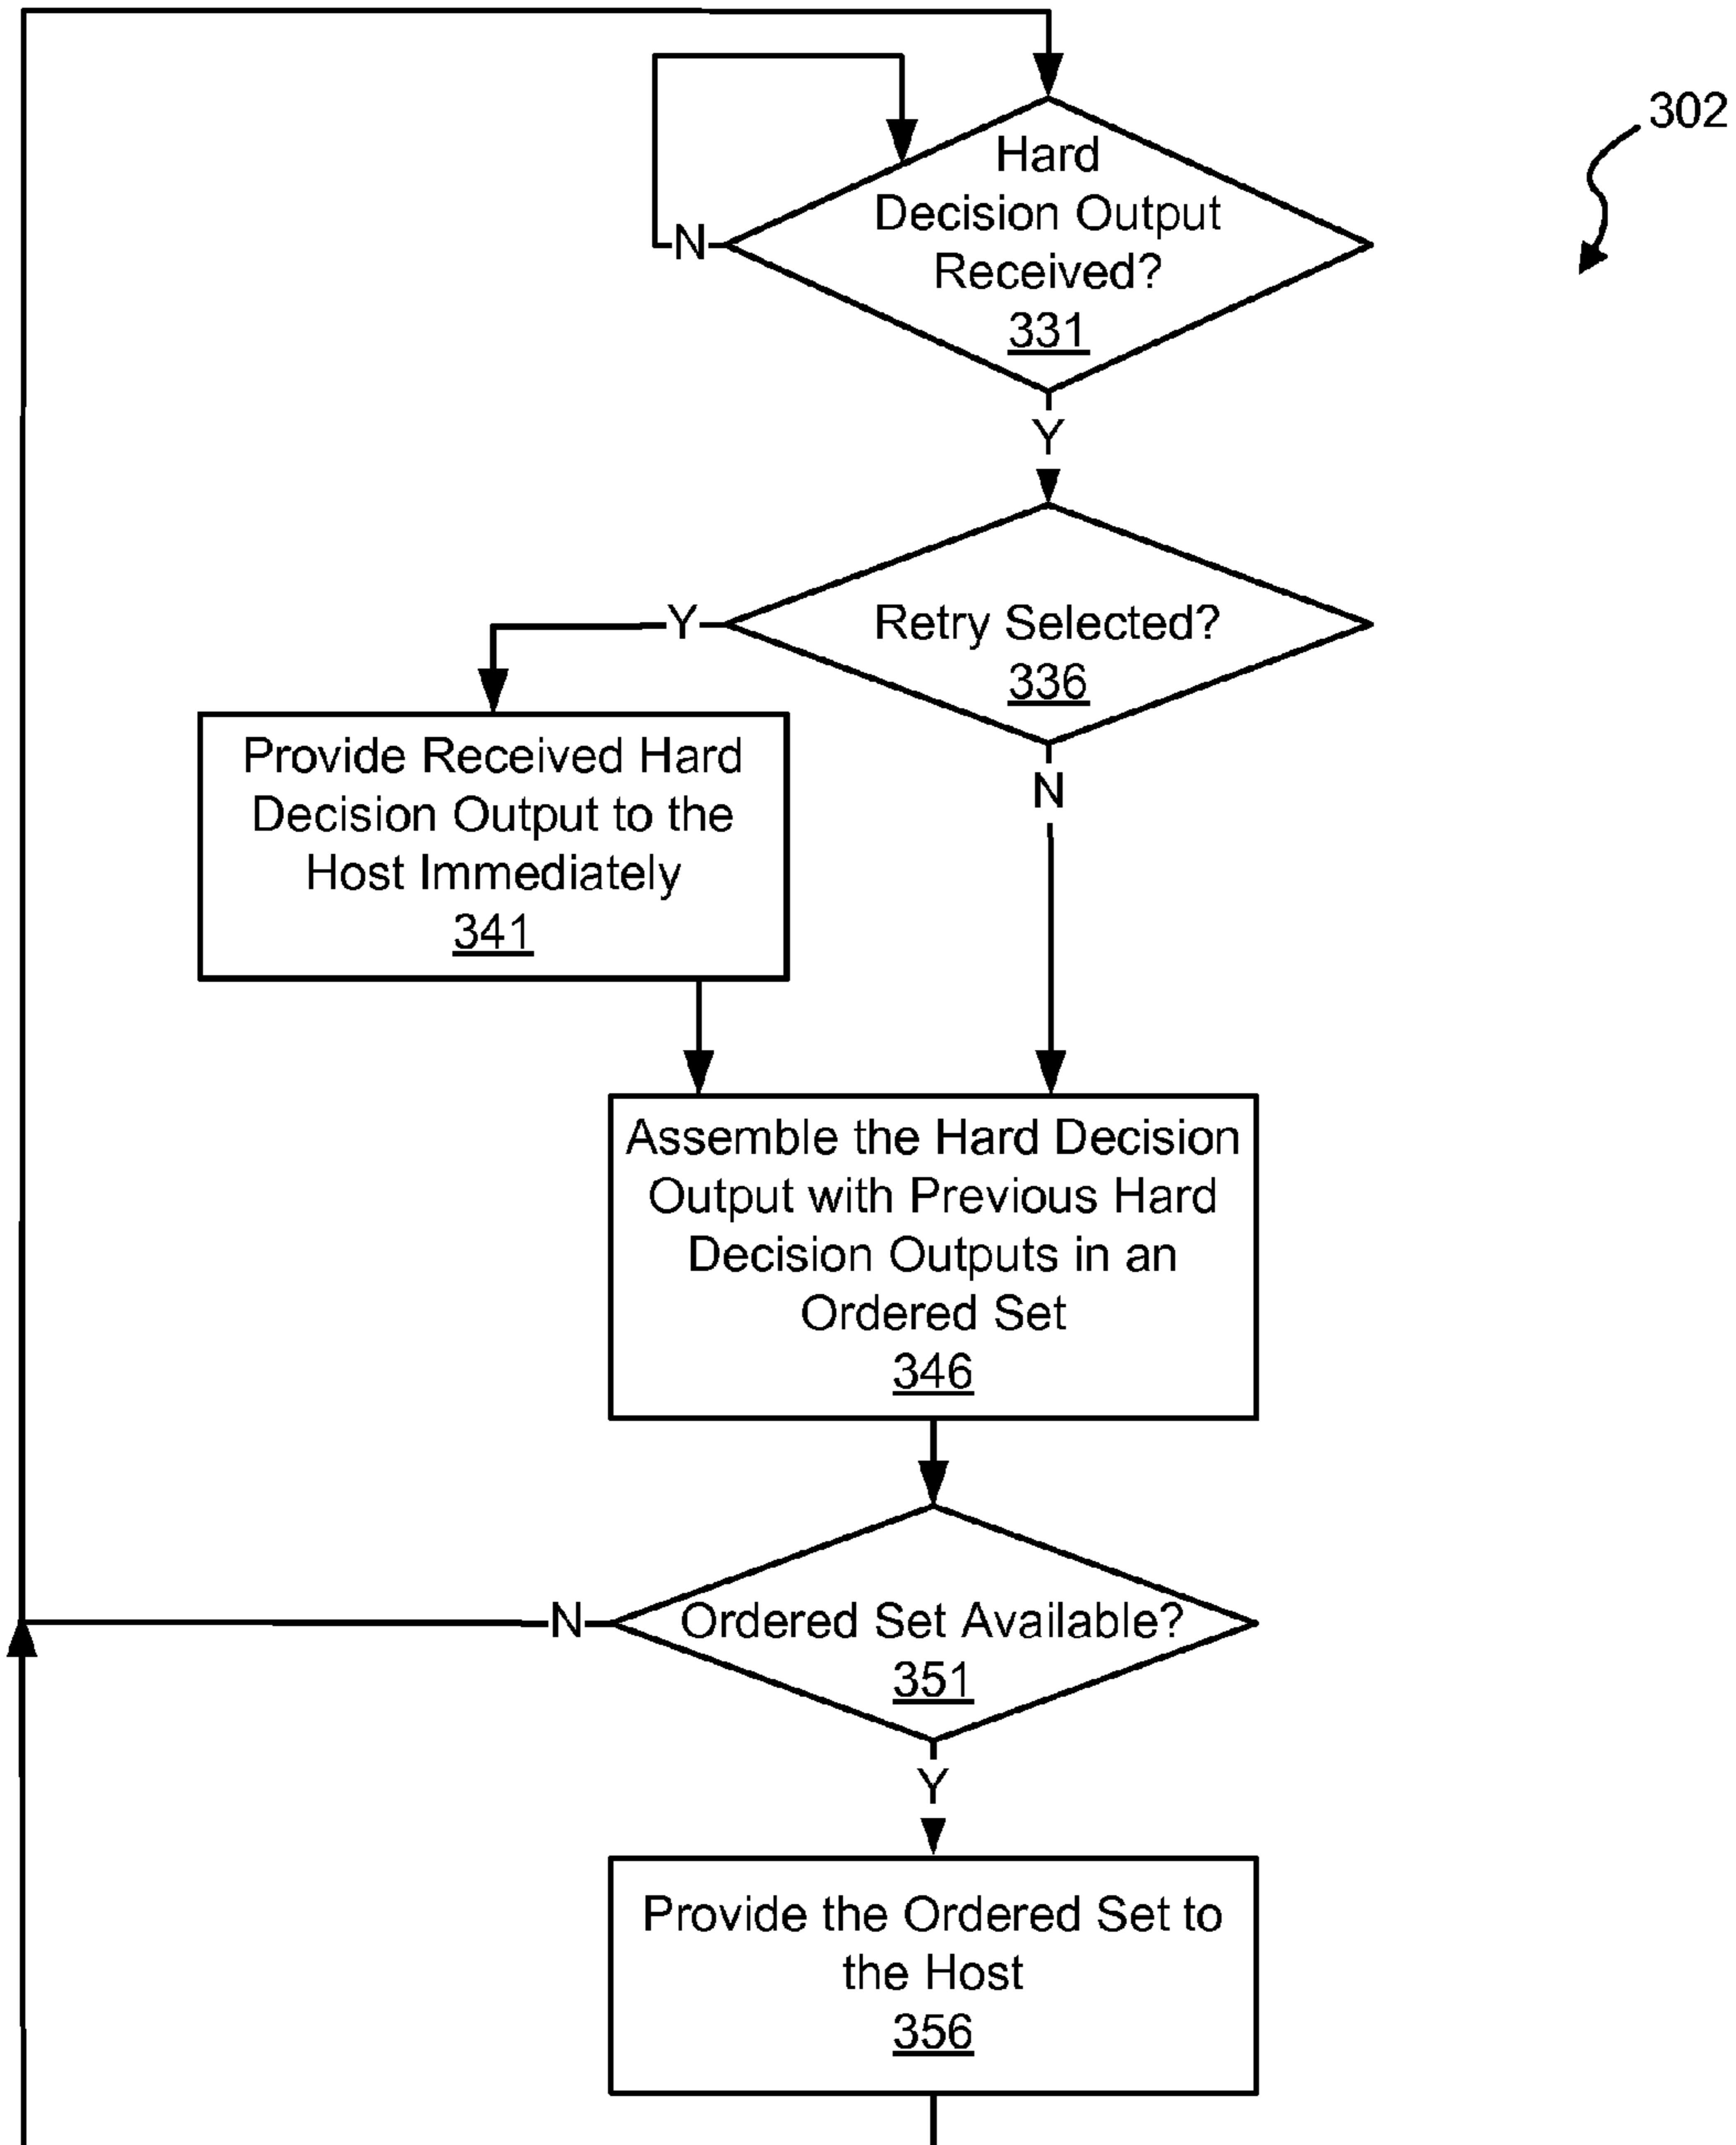 302
Hard
Decision Output
Received?
331
N
Y
Retry Selected?
336
Y
N
Provide Received Hard
Decision Output to the
Host Immediately
341
Assemble the Hard Decision
Output with Previous Hard
Decision Outputs in an
Ordered Set
346
Ordered Set Available?
351
N
Y
Provide the Ordered Set to
the Host
356